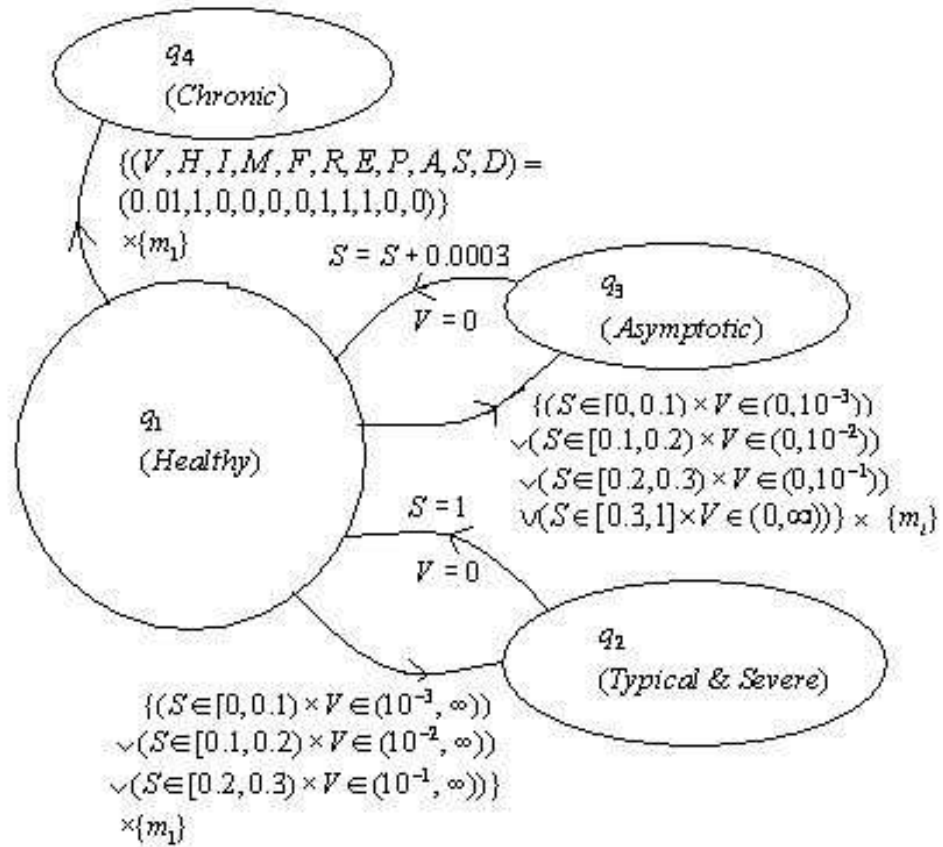 q4
(Chronic)
{((V,H,I,M,F,R,E,P,A,S,D) =
(0.01,1,0,0,0,0,1,1,1,0,0)}
×{m1}
S = S + 0.0003
V = 0
q3
(Asymptotic)
q1
(Healthy)
{(S∈[0,0.1)×V∈(0,10⁻³))
∨(S∈[0.1,0.2)×V∈(0,10⁻²))
∨(S∈[0.2,0.3)×V∈(0,10⁻¹))
∨(S∈[0.3,1]×V∈(0,∞))} × {mi}
S = 1
V = 0
q2
(Typical & Severe)
{(S∈[0,0.1)×V∈(10⁻³,∞))
∨(S∈[0.1,0.2)×V∈(10⁻²,∞))
∨(S∈[0.2,0.3)×V∈(10⁻¹,∞))}
×{m1}